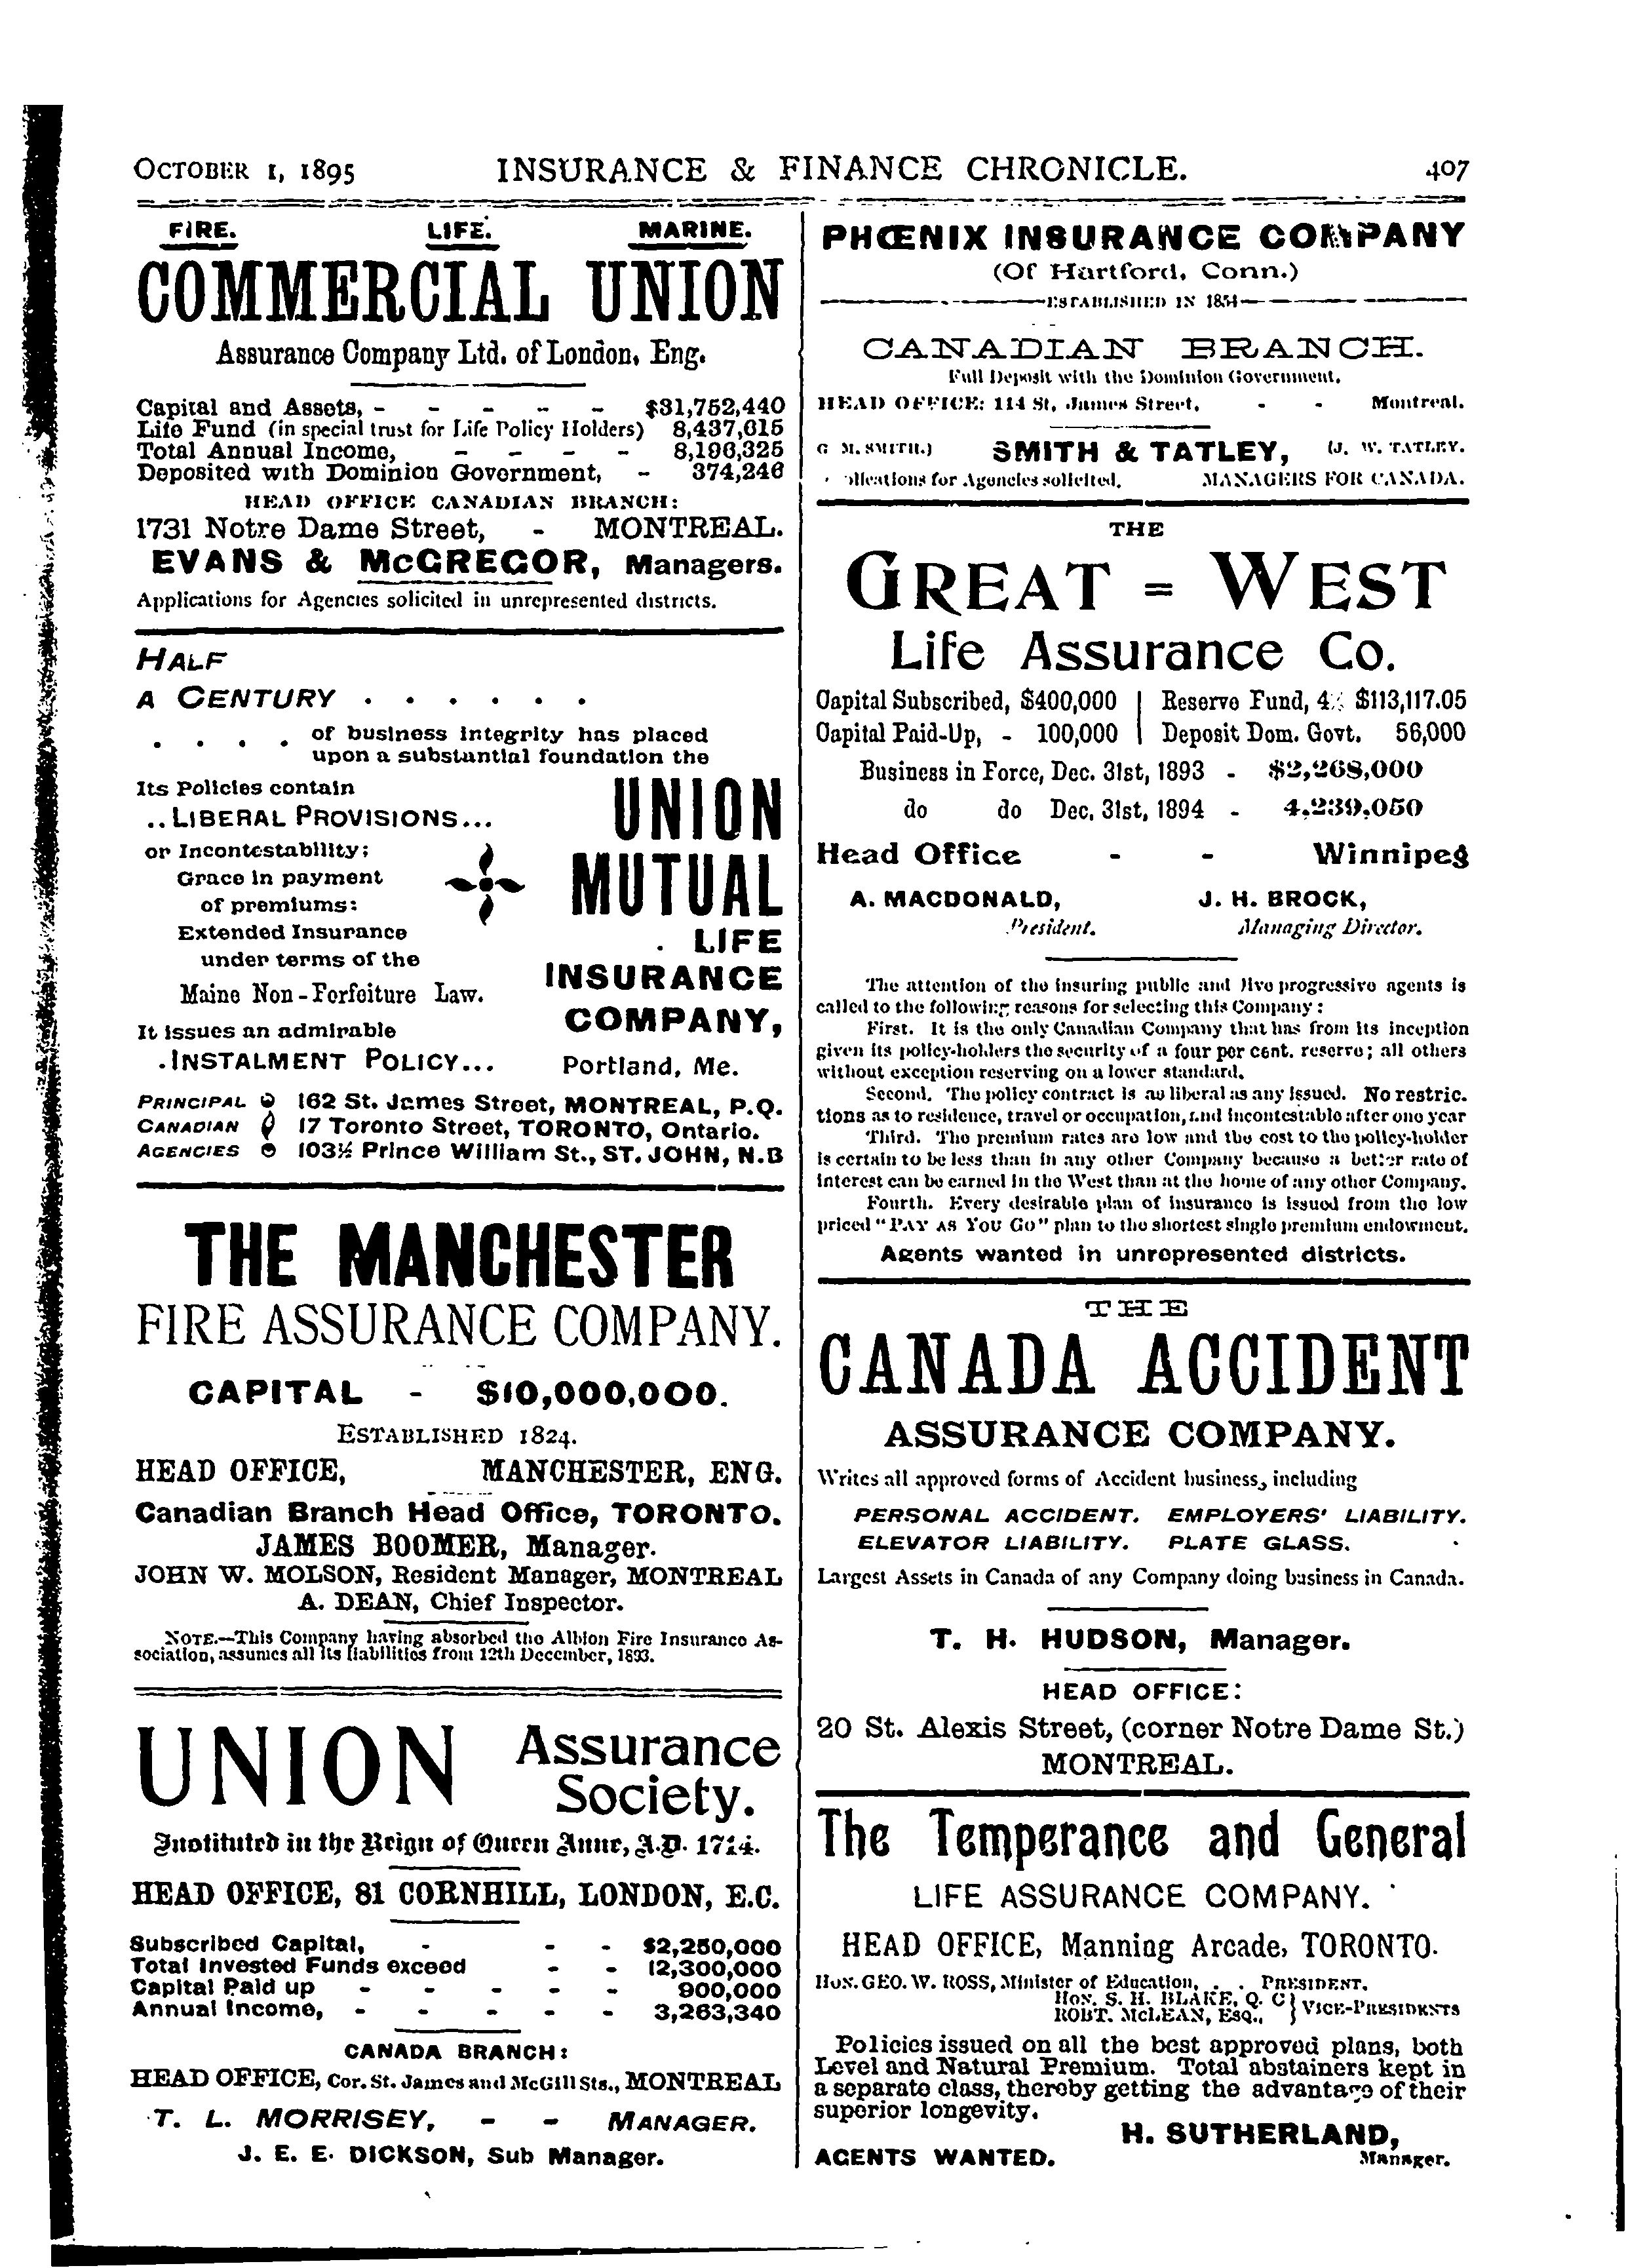 OCTOBER 1, 1895 INSURANCE & FINANCE CHRONICLE. 407
FIRE. LIFE. MARINE.
COMMERCIAL UNION
Assurance Company Ltd. of London, Eng.
Capital and Assets, - - - - - $31,752,440
Life Fund (in special trust for Life Policy Holders) 8,437,615
Total Annual Income, - - - - 8,196,325
Deposited with Dominion Government, - 374,246
HEAD OFFICE CANADIAN BRANCH:
1731 Notre Dame Street, - MONTREAL.
EVANS & McGREGOR, Managers.
Applications for Agencies solicited in unrepresented districts.
HALF
A CENTURY . . . . . .
. . . . of business integrity has placed
upon a substantial foundation the
Its Policies contain
..LIBERAL PROVISIONS...
or Incontestability;
Grace in payment
of premiums:
Extended Insurance
under terms of the
Maine Non-Forfeiture Law.
It issues an admirable
.INSTALMENT POLICY...
UNION
MUTUAL
. LIFE
INSURANCE
COMPANY,
Portland, Me.
PRINCIPAL 162 St. James Street, MONTREAL, P.Q.
CANADIAN 17 Toronto Street, TORONTO, Ontario.
AGENCIES 103½ Prince William St., ST. JOHN, N.B
THE MANCHESTER
FIRE ASSURANCE COMPANY.
CAPITAL - $10,000,000.
ESTABLISHED 1824.
HEAD OFFICE, MANCHESTER, ENG.
Canadian Branch Head Office, TORONTO.
JAMES BOOMER, Manager.
JOHN W. MOLSON, Resident Manager, MONTREAL
A. DEAN, Chief Inspector.
NOTE.—This Company having absorbed the Albion Fire Insurance As-
sociation, assumes all its liabilities from 12th December, 1893.
UNION Assurance
Society.
Instituted in the Reign of Queen Anne, A.D. 1714.
HEAD OFFICE, 81 CORNHILL, LONDON, E.C.
Subscribed Capital, - - - $2,250,000
Total Invested Funds exceed - - 12,300,000
Capital Paid up - - - - - 900,000
Annual Income, - - - - - 3,263,340
CANADA BRANCH:
HEAD OFFICE, Cor. St. James and McGill Sts., MONTREAL
T. L. MORRISEY, - - MANAGER.
J. E. E. DICKSON, Sub Manager.
PHŒNIX INSURANCE COMPANY
(Of Hartford, Conn.)
ESTABLISHED IN 1854
CANADIAN BRANCH.
Full Deposit with the Dominion Government.
HEAD OFFICE: 114 St. James Street, - - Montreal.
G M. SMITH.) SMITH & TATLEY, (J. W. TATLEY.
for Agencies solicited. MANAGERS FOR CANADA.
THE
GREAT = WEST
Life Assurance Co.
Capital Subscribed, $400,000 | Reserve Fund, 4% $113,117.05
Capital Paid-Up, - 100,000 | Deposit Dom. Govt. 56,000
Business in Force, Dec. 31st, 1893 - $2,268,000
do do Dec. 31st, 1894 - 4,239,050
Head Office - - Winnipeg
A. MACDONALD, J. H. BROCK,
President. Managing Director.
The attention of the insuring public and live progressive agents is
called to the following reasons for selecting this Company:
First. It is the only Canadian Company that has from its inception
given its policy-holders the security of a four per cent. reserve; all others
without exception reserving on a lower standard.
Second. The policy contract is as liberal as any issued. No restric-
tions as to residence, travel or occupation, and incontestable after one year
Third. The premium rates are low and the cost to the policy-holder
is certain to be less than in any other Company because a better rate of
interest can be earned in the West than at the home of any other Company.
Fourth. Every desirable plan of insurance is issued from the low
priced "PAY AS YOU GO" plan to the shortest single premium endowment.
Agents wanted in unrepresented districts.
THE
CANADA ACCIDENT
ASSURANCE COMPANY.
Writes all approved forms of Accident business, including
PERSONAL ACCIDENT. EMPLOYERS' LIABILITY.
ELEVATOR LIABILITY. PLATE GLASS.
Largest Assets in Canada of any Company doing business in Canada.
T. H. HUDSON, Manager.
HEAD OFFICE:
20 St. Alexis Street, (corner Notre Dame St.)
MONTREAL.
The Temperance and General
LIFE ASSURANCE COMPANY.
HEAD OFFICE, Manning Arcade, TORONTO.
HON. GEO. W. ROSS, Minister of Education, . . PRESIDENT.
HON. S. H. BLAKE, Q. C }
ROBT. McLEAN, ESQ., } VICE-PRESIDENTS
Policies issued on all the best approved plans, both
Level and Natural Premium. Total abstainers kept in
a separate class, thereby getting the advantage of their
superior longevity.
H. SUTHERLAND,
AGENTS WANTED. Manager.